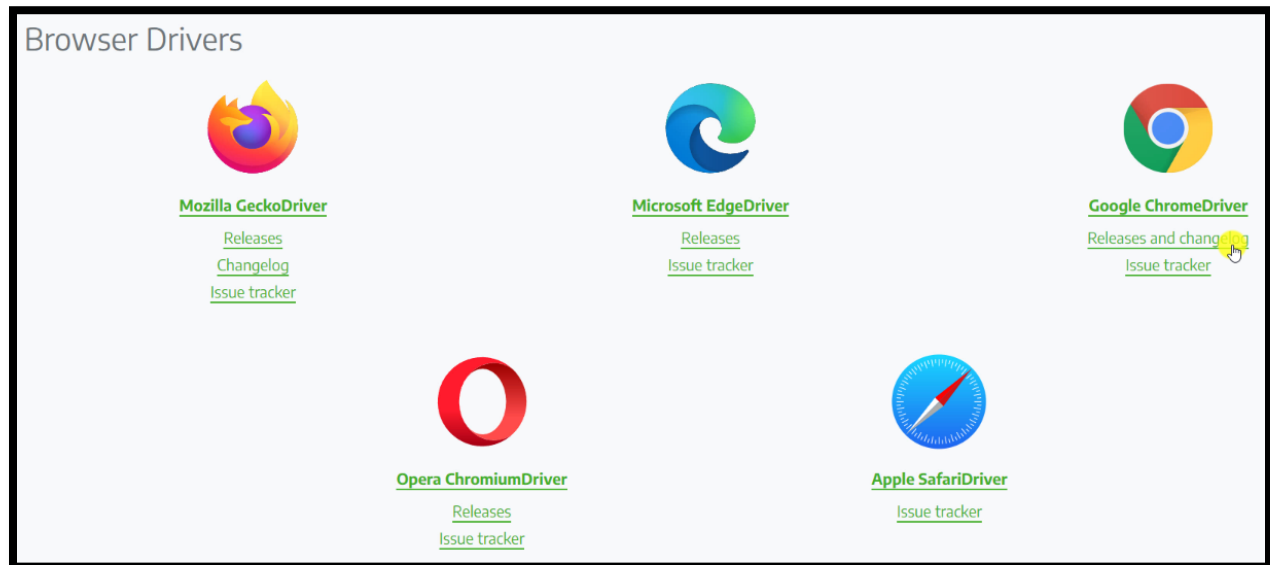 Browser Drivers
Mozilla GeckoDriver
Releases
Changelog
Issue tracker
Microsoft EdgeDriver
Releases
Issue tracker
Google ChromeDriver
Releases and changelog
Issue tracker
Opera ChromiumDriver
Releases
Issue tracker
Apple SafariDriver
Issue tracker